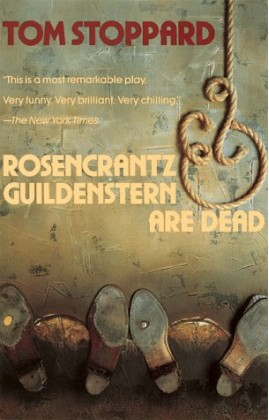 TOM STOPPARD
"This is a most remarkable play.
Very funny. Very brilliant. Very chilling."
—The New York Times
ROSENCRANTZ &
GUILDENSTERN
ARE DEAD